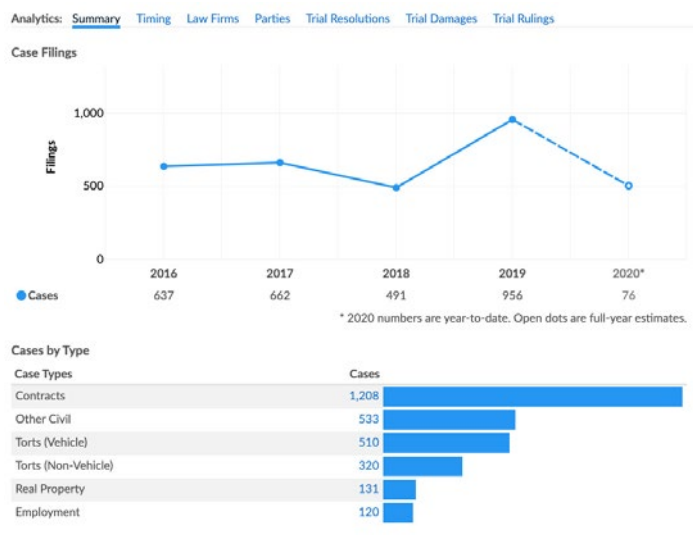 Analytics: Summary Timing Law Firms Parties Trial Resolutions Trial Damages Trial Rulings
Case Filings
1,000
Filings
500
0
2016 2017 2018 2019 2020*
Cases 637 662 491 956 76
* 2020 numbers are year-to-date. Open dots are full-year estimates.
Cases by Type
Case Types Cases
Contracts 1,208
Other Civil 533
Torts (Vehicle) 510
Torts (Non-Vehicle) 320
Real Property 131
Employment 120